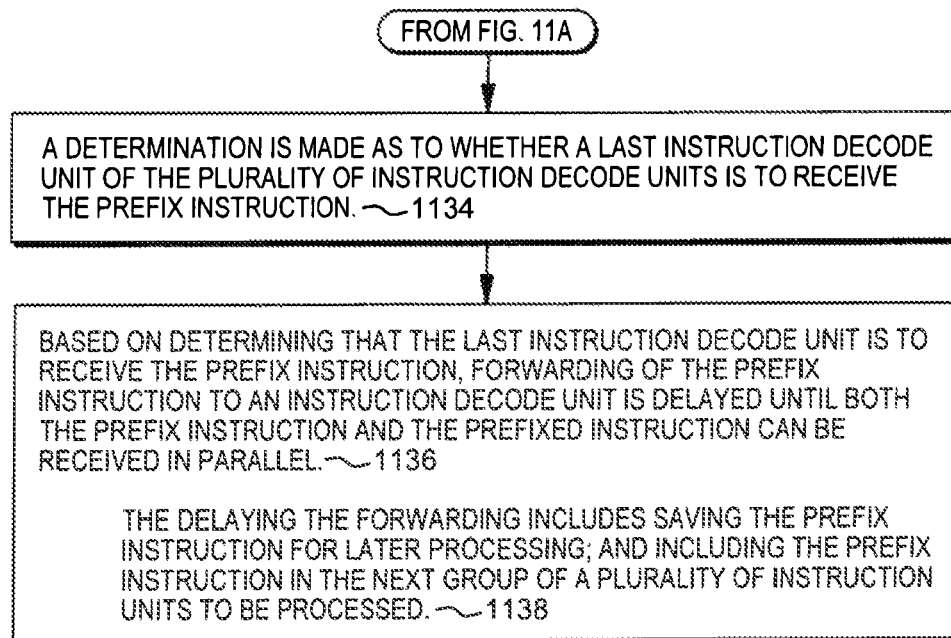 FROM FIG. 11A
A DETERMINATION IS MADE AS TO WHETHER A LAST INSTRUCTION DECODE
UNIT OF THE PLURALITY OF INSTRUCTION DECODE UNITS IS TO RECEIVE
THE PREFIX INSTRUCTION. 1134
BASED ON DETERMINING THAT THE LAST INSTRUCTION DECODE UNIT IS TO
RECEIVE THE PREFIX INSTRUCTION, FORWARDING OF THE PREFIX
INSTRUCTION TO AN INSTRUCTION DECODE UNIT IS DELAYED UNTIL BOTH
THE PREFIX INSTRUCTION AND THE PREFIXED INSTRUCTION CAN BE
RECEIVED IN PARALLEL. 1136
THE DELAYING THE FORWARDING INCLUDES SAVING THE PREFIX
INSTRUCTION FOR LATER PROCESSING; AND INCLUDING THE PREFIX
INSTRUCTION IN THE NEXT GROUP OF A PLURALITY OF INSTRUCTION
UNITS TO BE PROCESSED. 1138